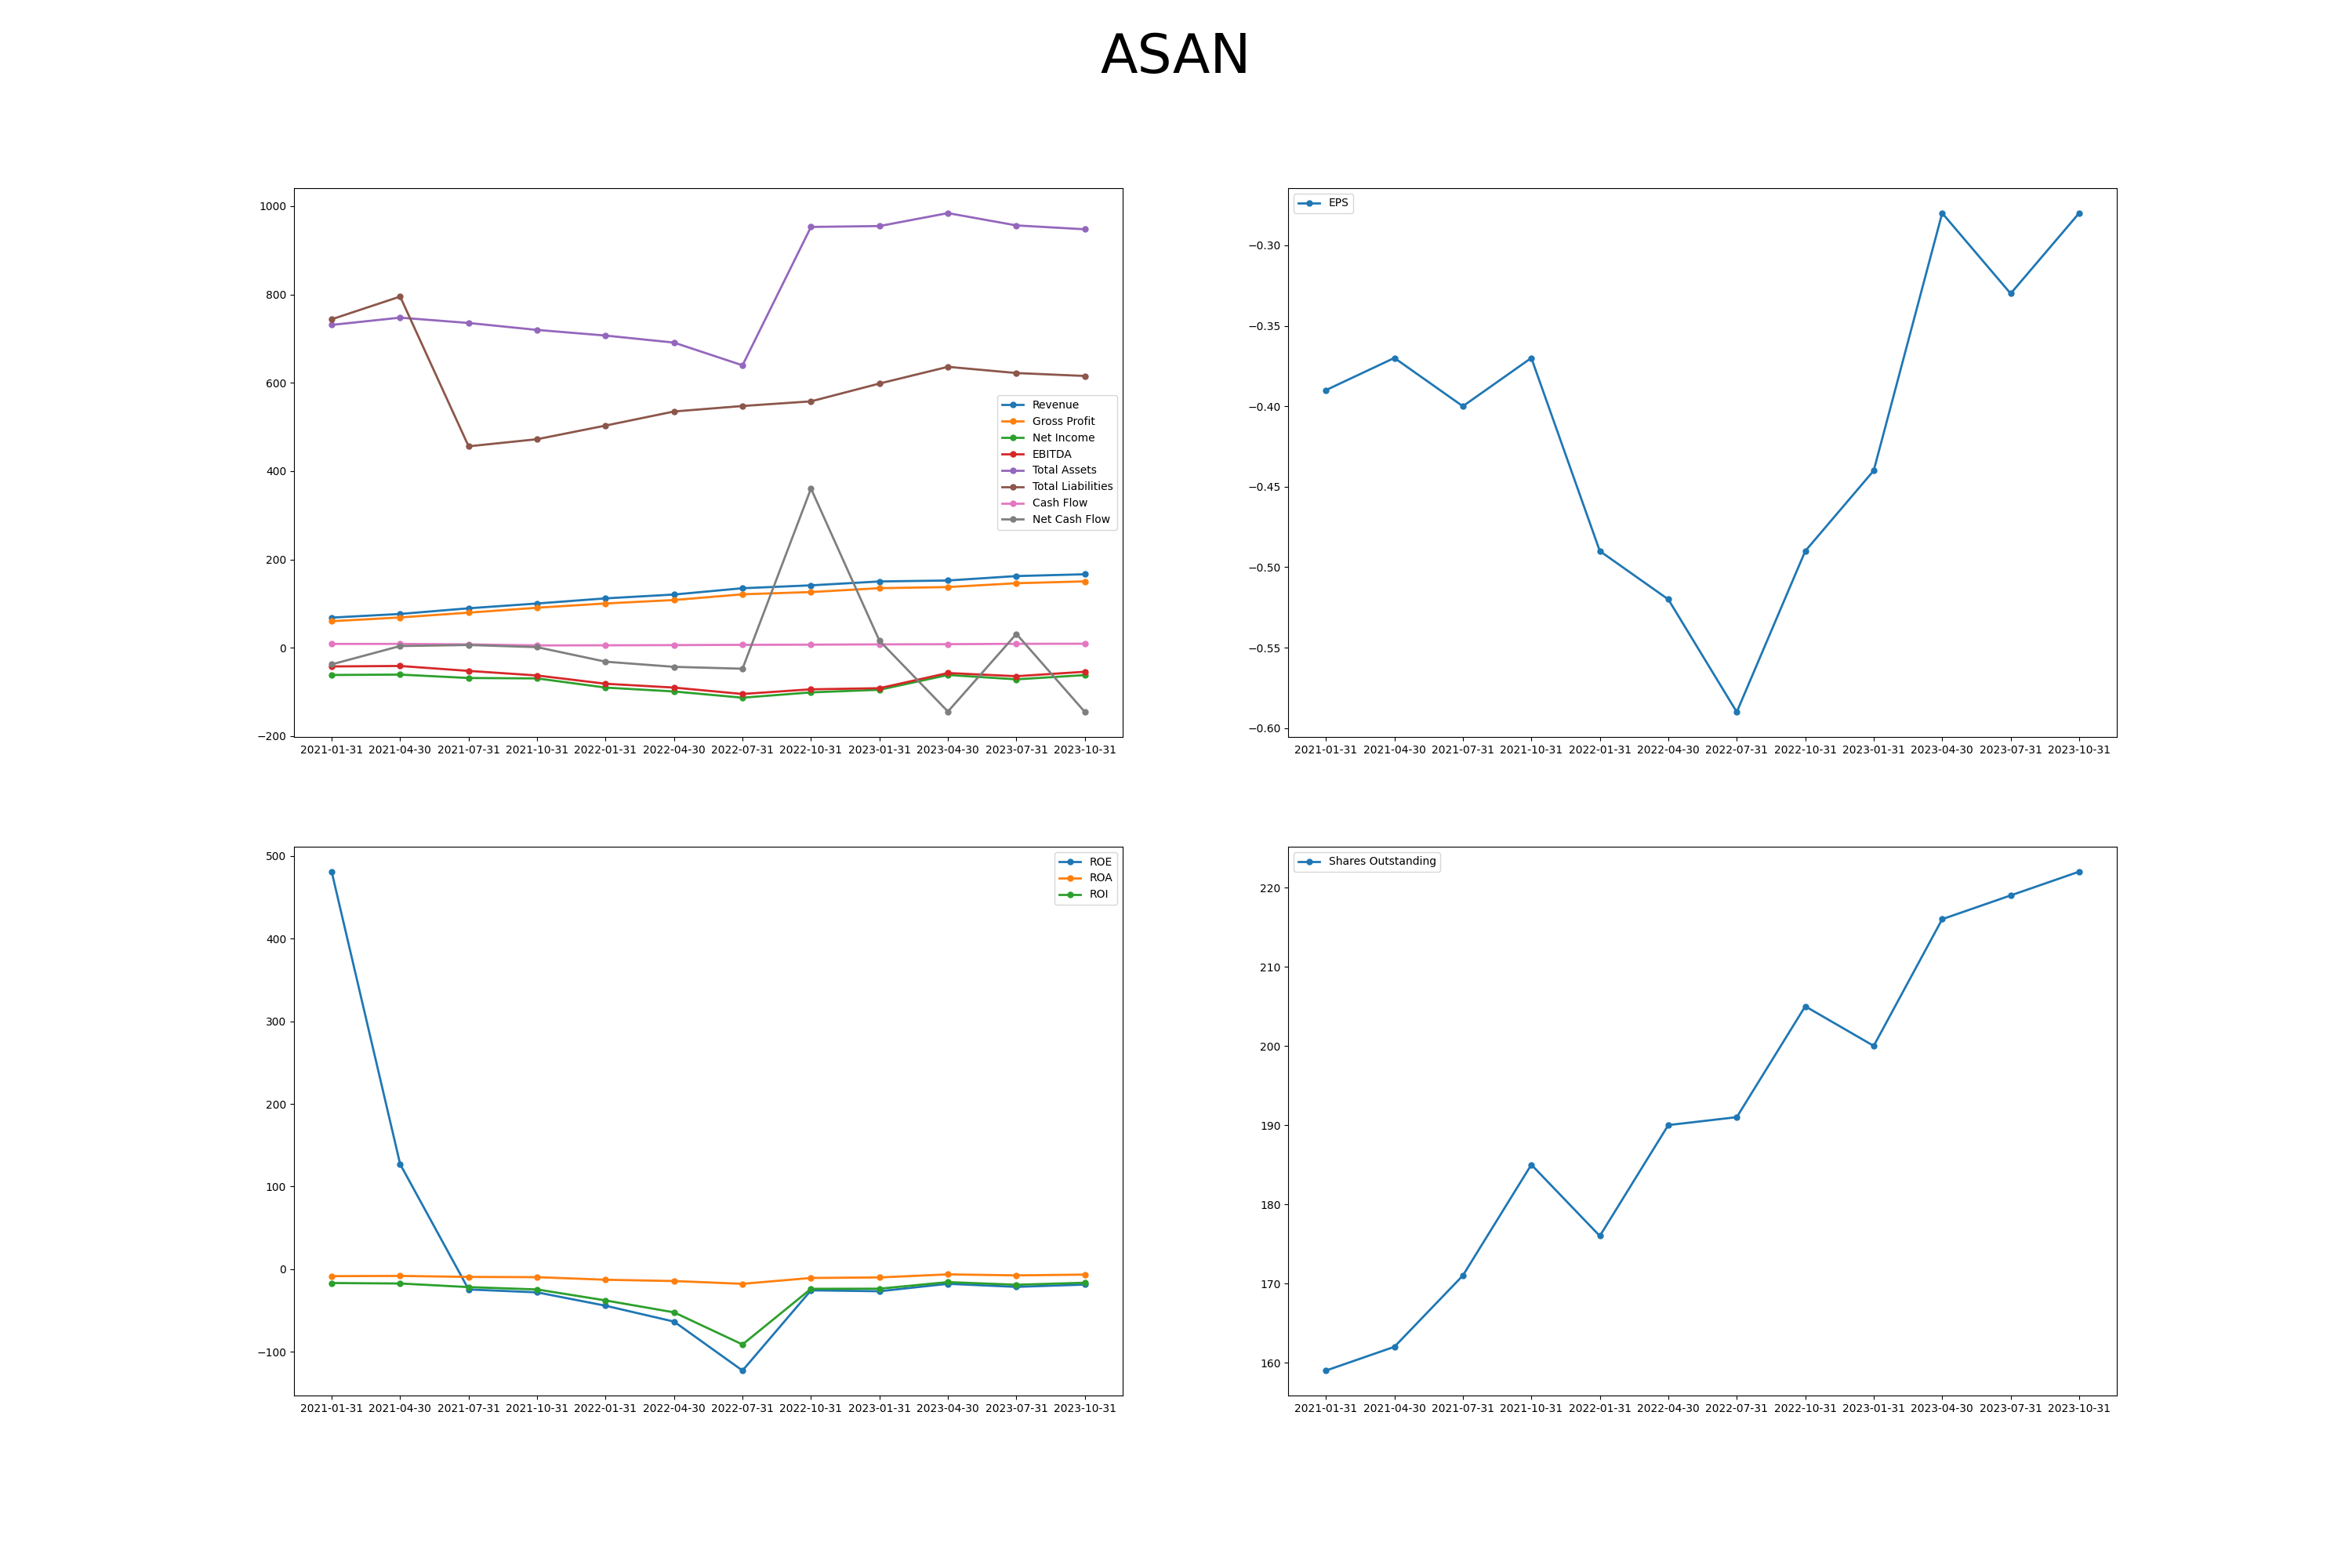 ASAN
1000
800
600
400
200
0
−200
Revenue
Gross Profit
Net Income
EBITDA
Total Assets
Total Liabilities
Cash Flow
Net Cash Flow
2021-01-31 2021-04-30 2021-07-31 2021-10-31 2022-01-31 2022-04-30 2022-07-31 2022-10-31 2023-01-31 2023-04-30 2023-07-31 2023-10-31
EPS
−0.30
−0.35
−0.40
−0.45
−0.50
−0.55
−0.60
2021-01-31 2021-04-30 2021-07-31 2021-10-31 2022-01-31 2022-04-30 2022-07-31 2022-10-31 2023-01-31 2023-04-30 2023-07-31 2023-10-31
500
400
300
200
100
0
−100
ROE
ROA
ROI
2021-01-31 2021-04-30 2021-07-31 2021-10-31 2022-01-31 2022-04-30 2022-07-31 2022-10-31 2023-01-31 2023-04-30 2023-07-31 2023-10-31
Shares Outstanding
220
210
200
190
180
170
160
2021-01-31 2021-04-30 2021-07-31 2021-10-31 2022-01-31 2022-04-30 2022-07-31 2022-10-31 2023-01-31 2023-04-30 2023-07-31 2023-10-31